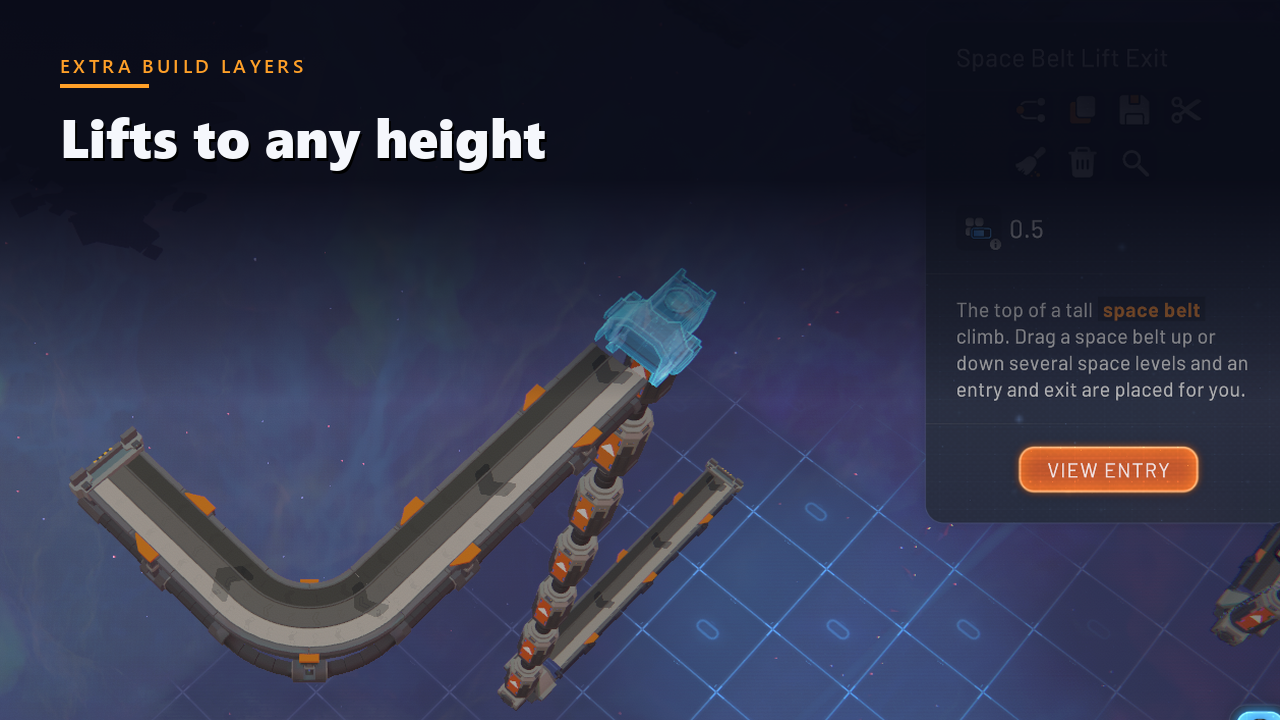 EXTRA BUILD LAYERS
Lifts to any height
Space Belt Lift Exit
0.5
The top of a tall space belt
climb. Drag a space belt up or
down several space levels and an
entry and exit are placed for you.
VIEW ENTRY